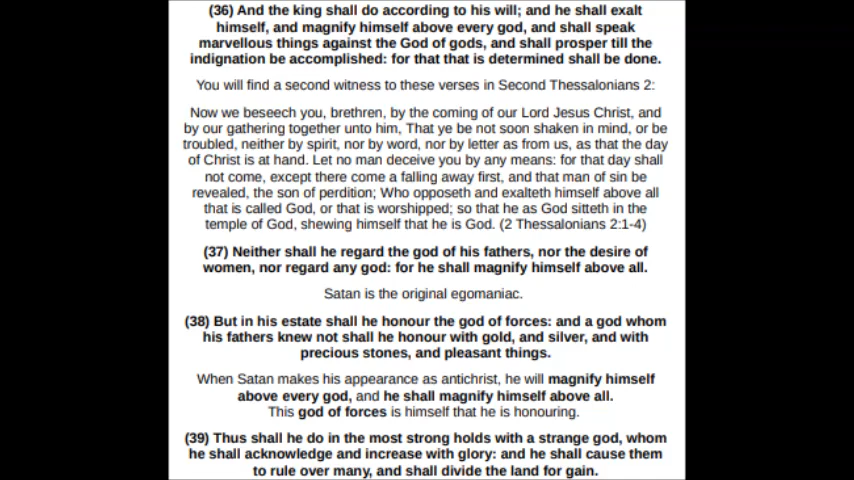 (36) And the king shall do according to his will; and he shall exalt
himself, and magnify himself above every god, and shall speak
marvellous things against the God of gods, and shall prosper till the
indignation be accomplished: for that that is determined shall be done.
You will find a second witness to these verses in Second Thessalonians 2:
Now we beseech you, brethren, by the coming of our Lord Jesus Christ, and
by our gathering together unto him, That ye be not soon shaken in mind, or be
troubled, neither by spirit, nor by word, nor by letter as from us, as that the day
of Christ is at hand. Let no man deceive you by any means: for that day shall
not come, except there come a falling away first, and that man of sin be
revealed, the son of perdition; Who opposeth and exalteth himself above all
that is called God, or that is worshipped; so that he as God sitteth in the
temple of God, shewing himself that he is God. (2 Thessalonians 2:1-4)
(37) Neither shall he regard the god of his fathers, nor the desire of
women, nor regard any god: for he shall magnify himself above all.
Satan is the original egomaniac.
(38) But in his estate shall he honour the god of forces: and a god whom
his fathers knew not shall he honour with gold, and silver, and with
precious stones, and pleasant things.
When Satan makes his appearance as antichrist, he will magnify himself
above every god, and he shall magnify himself above all.
This god of forces is himself that he is honouring.
(39) Thus shall he do in the most strong holds with a strange god, whom
he shall acknowledge and increase with glory: and he shall cause them
to rule over many, and shall divide the land for gain.